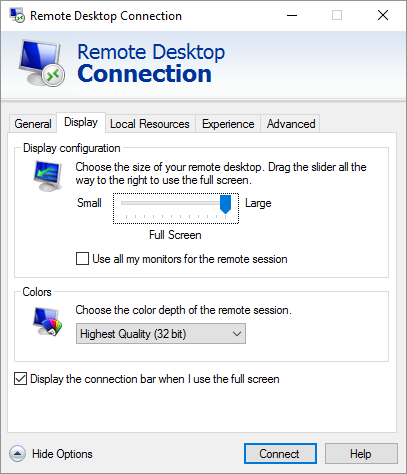 Remote Desktop Connection
Remote Desktop
Connection
General Display Local Resources Experience Advanced
Display configuration
Choose the size of your remote desktop. Drag the slider all the
way to the right to use the full screen.
Small Large
Full Screen
Use all my monitors for the remote session
Colors
Choose the color depth of the remote session.
Highest Quality (32 bit)
Display the connection bar when I use the full screen
Hide Options Connect Help